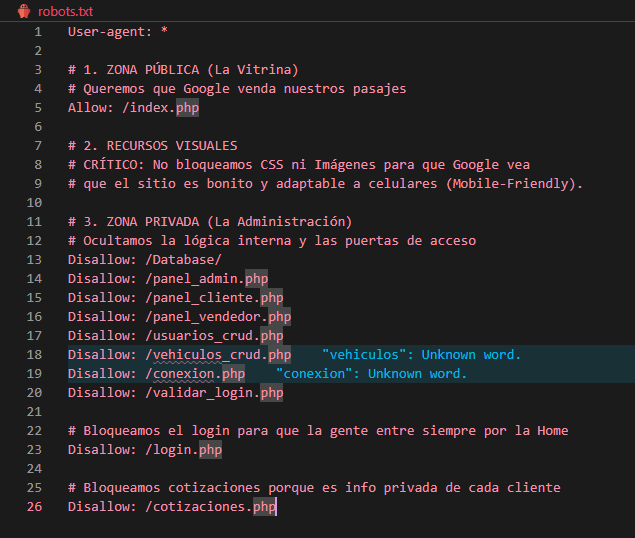 robots.txt
1 User-agent: *
2
3 # 1. ZONA PÚBLICA (La Vitrina)
4 # Queremos que Google venda nuestros pasajes
5 Allow: /index.php
6
7 # 2. RECURSOS VISUALES
8 # CRÍTICO: No bloqueamos CSS ni Imágenes para que Google vea
9 # que el sitio es bonito y adaptable a celulares (Mobile-Friendly).
10
11 # 3. ZONA PRIVADA (La Administración)
12 # Ocultamos la lógica interna y las puertas de acceso
13 Disallow: /Database/
14 Disallow: /panel_admin.php
15 Disallow: /panel_cliente.php
16 Disallow: /panel_vendedor.php
17 Disallow: /usuarios_crud.php
18 Disallow: /vehiculos_crud.php "vehiculos": Unknown word.
19 Disallow: /conexion.php "conexion": Unknown word.
20 Disallow: /validar_login.php
21
22 # Bloqueamos el login para que la gente entre siempre por la Home
23 Disallow: /login.php
24
25 # Bloqueamos cotizaciones porque es info privada de cada cliente
26 Disallow: /cotizaciones.php